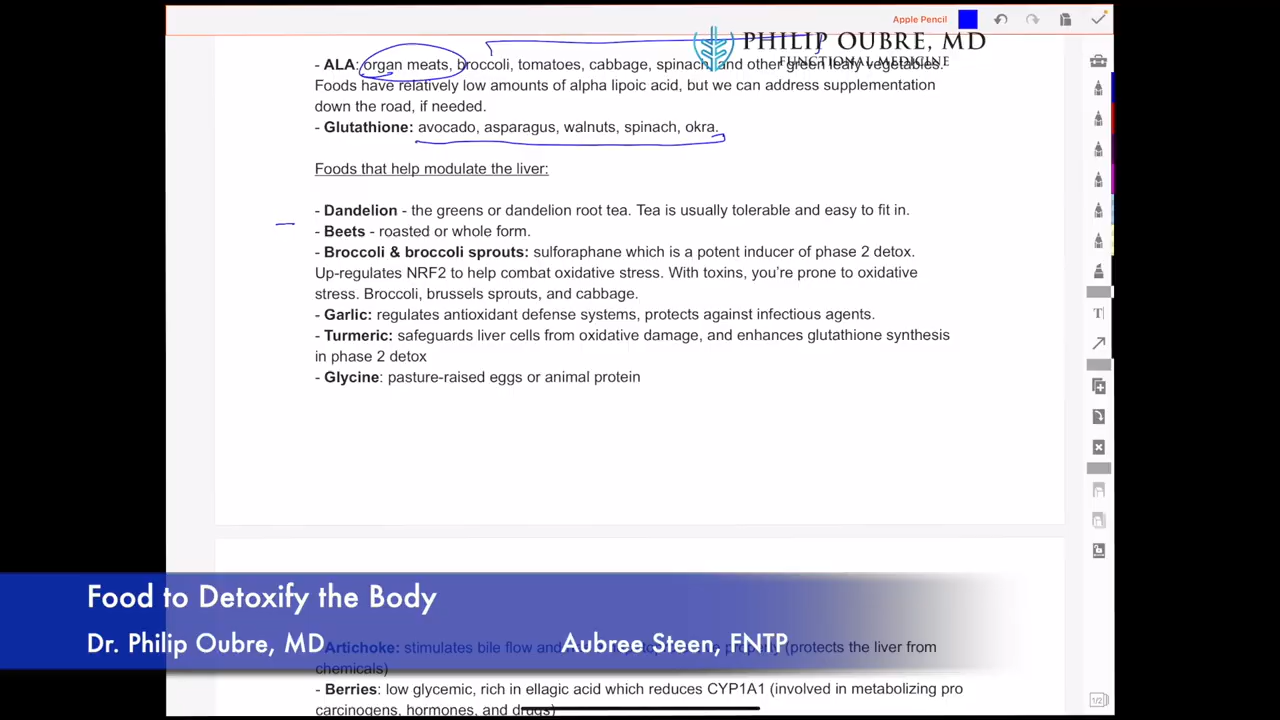 Apple Pencil
PHILIP OUBRE, MD
FUNCTIONAL MEDICINE
- ALA: organ meats, broccoli, tomatoes, cabbage, spinach, and other green leafy vegetables.
Foods have relatively low amounts of alpha lipoic acid, but we can address supplementation
down the road, if needed.
- Glutathione: avocado, asparagus, walnuts, spinach, okra.
Foods that help modulate the liver:
- Dandelion - the greens or dandelion root tea. Tea is usually tolerable and easy to fit in.
- Beets - roasted or whole form.
- Broccoli & broccoli sprouts: sulforaphane which is a potent inducer of phase 2 detox.
Up-regulates NRF2 to help combat oxidative stress. With toxins, you're prone to oxidative
stress. Broccoli, brussels sprouts, and cabbage.
- Garlic: regulates antioxidant defense systems, protects against infectious agents.
- Turmeric: safeguards liver cells from oxidative damage, and enhances glutathione synthesis
in phase 2 detox
- Glycine: pasture-raised eggs or animal protein
T
Food to Detoxify the Body
Dr. Philip Oubre, MD Aubree Steen, FNTP
Artichoke: stimulates bile flow and (protects the liver from
chemicals)
- Berries: low glycemic, rich in ellagic acid which reduces CYP1A1 (involved in metabolizing pro
carcinogens, hormones, and drugs)
1/2